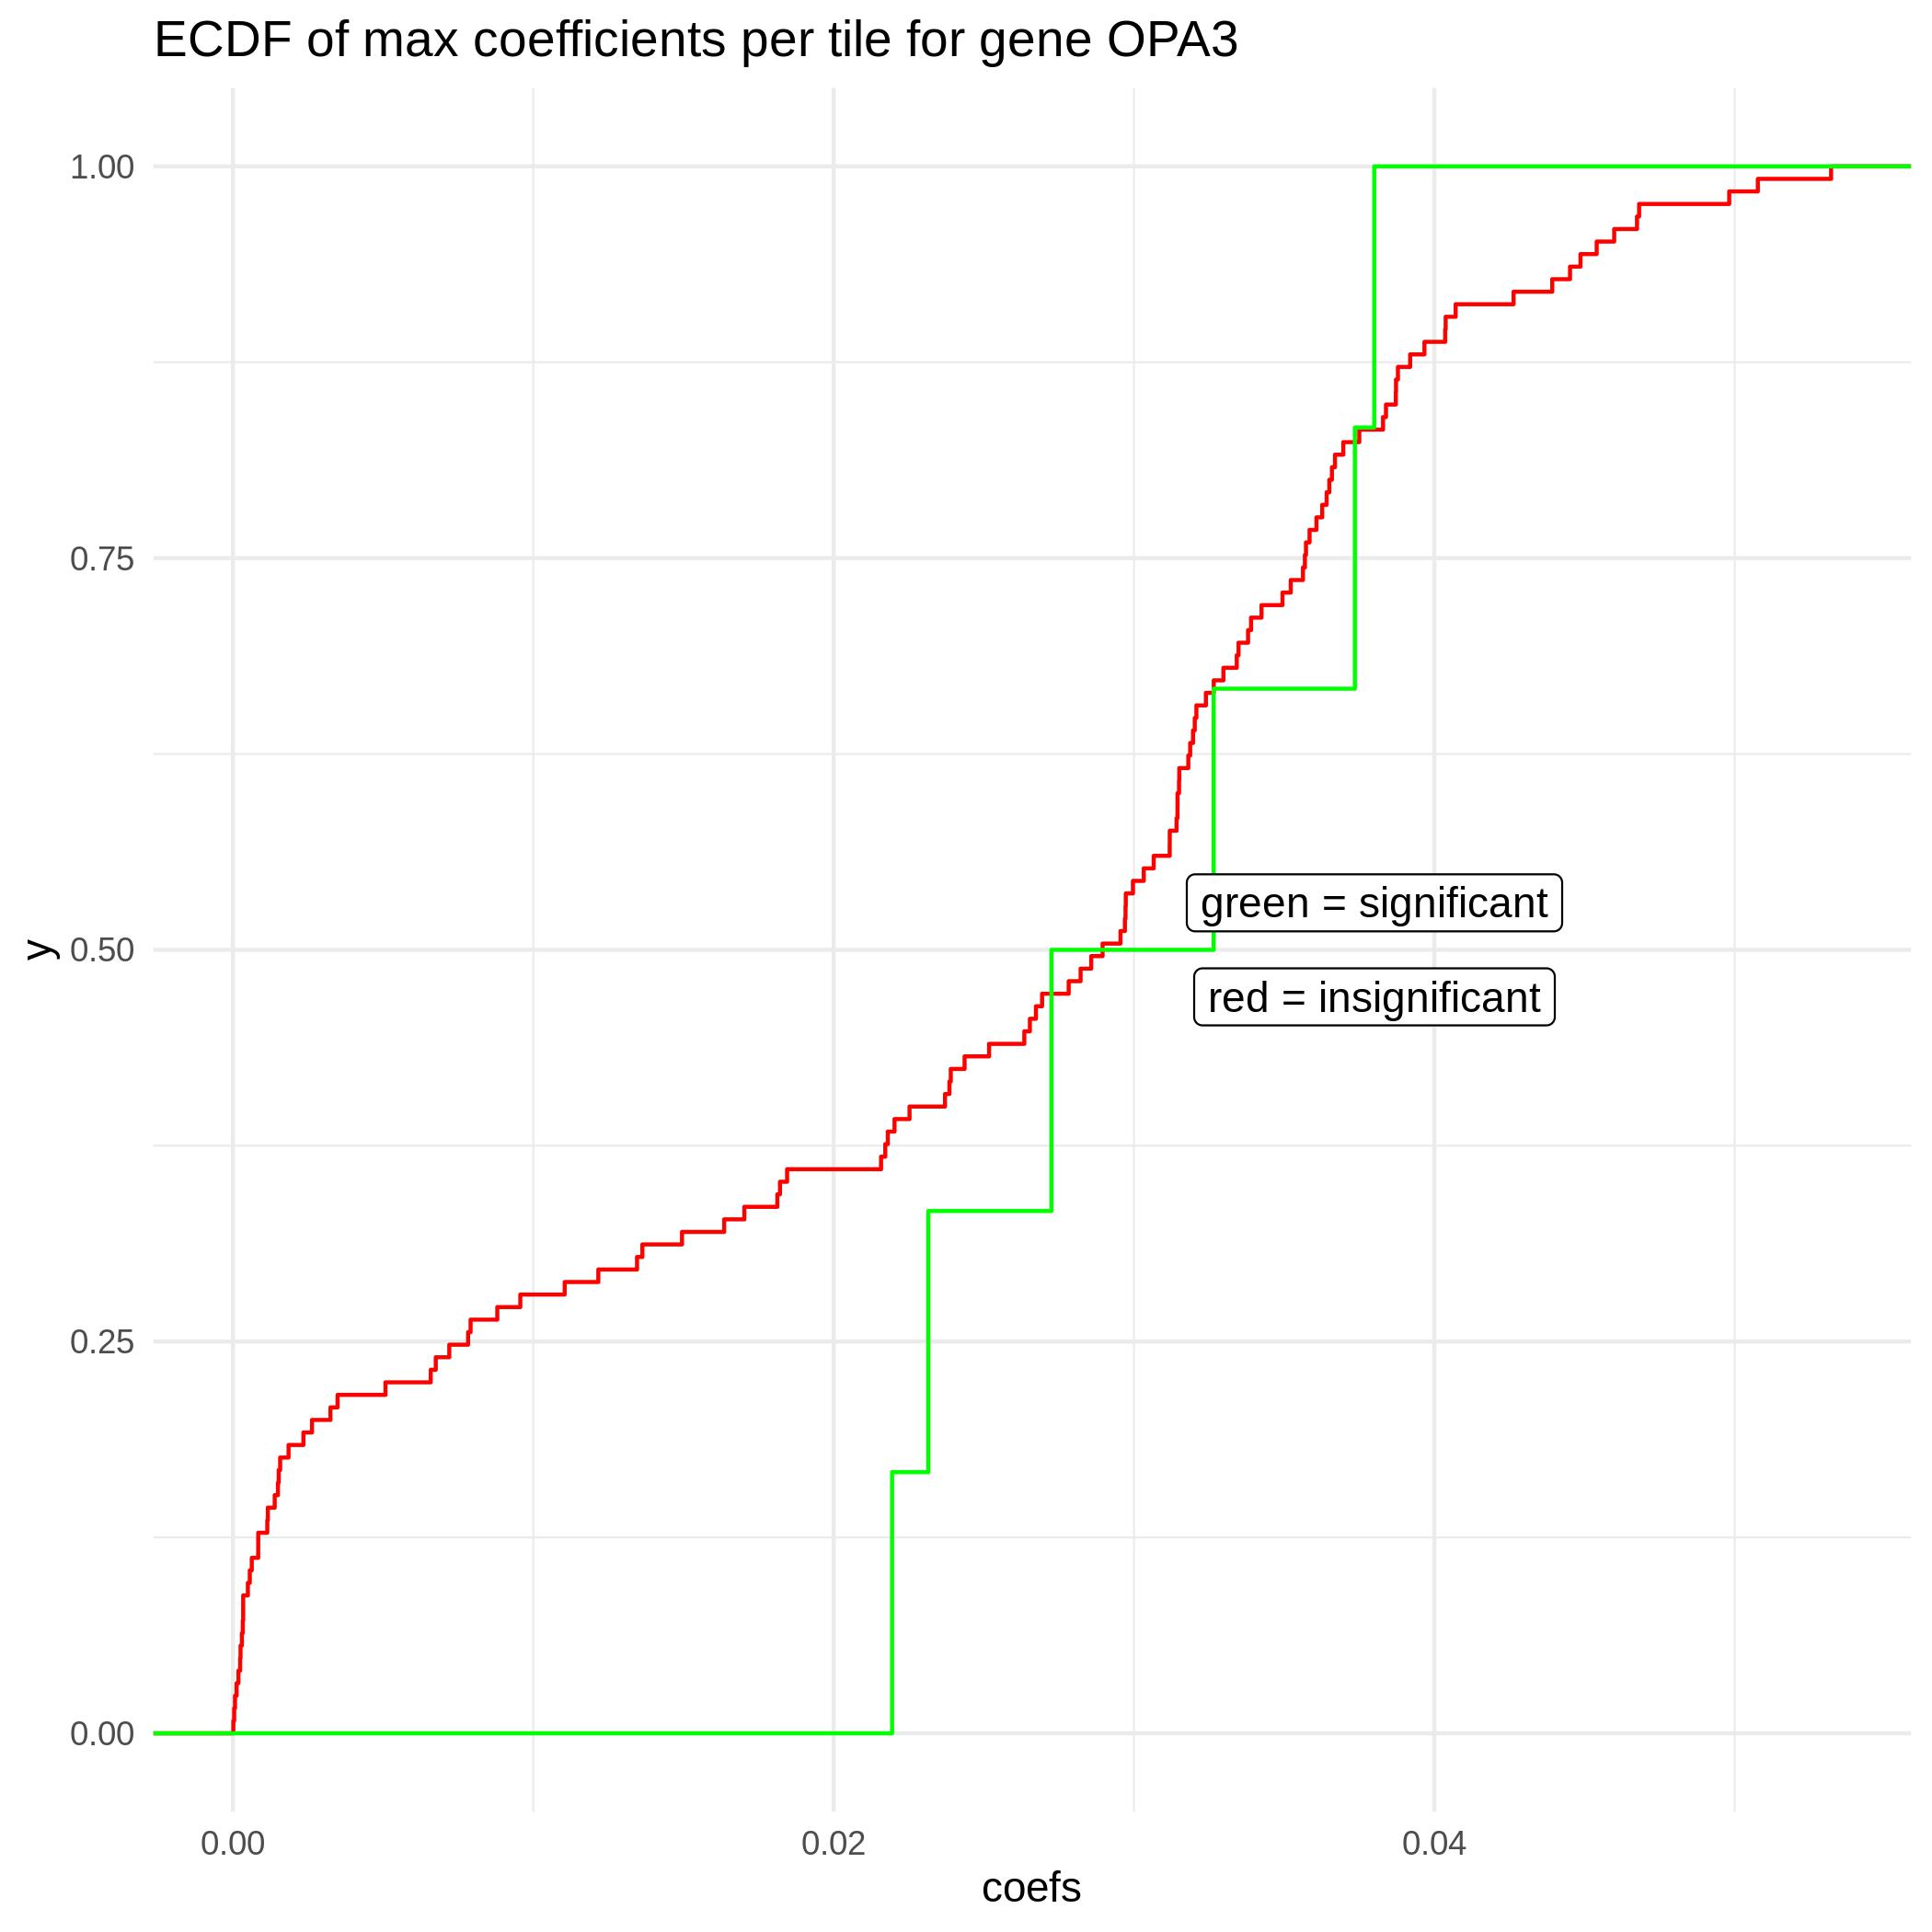 ECDF of max coefficients per tile for gene OPA3
1.00
0.75
green = significant
y
0.50
red = insignificant
0.25
0.00
0.00
0.02
0.04
coefs